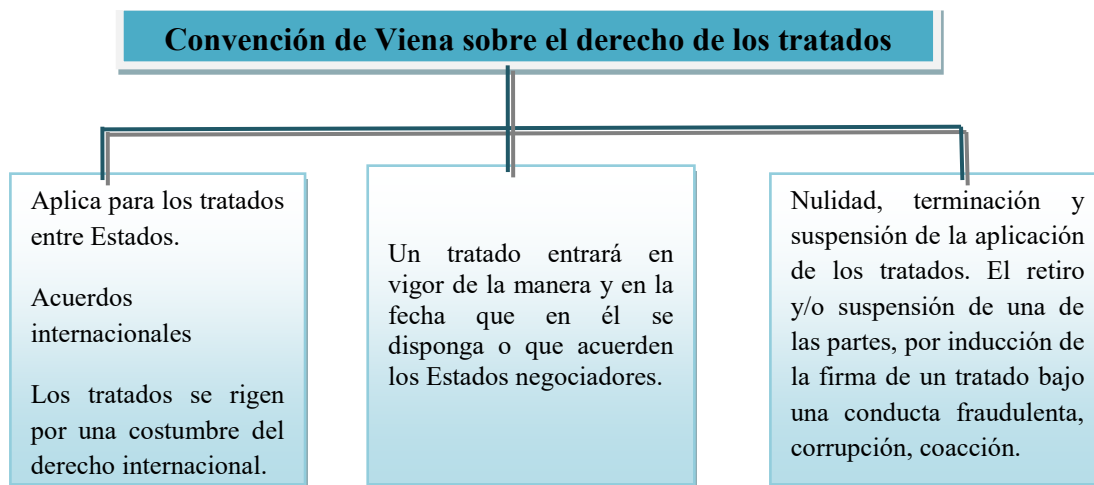 Convención de Viena sobre el derecho de los tratados
Aplica para los tratados
entre Estados.
Acuerdos
internacionales
Los tratados se rigen
por una costumbre del
derecho internacional.
Un tratado entrará en
vigor de la manera y en la
fecha que en él se
disponga o que acuerden
los Estados negociadores.
Nulidad, terminación y
suspensión de la aplicación
de los tratados. El retiro
y/o suspensión de una de
las partes, por inducción de
la firma de un tratado bajo
una conducta fraudulenta,
corrupción, coacción.